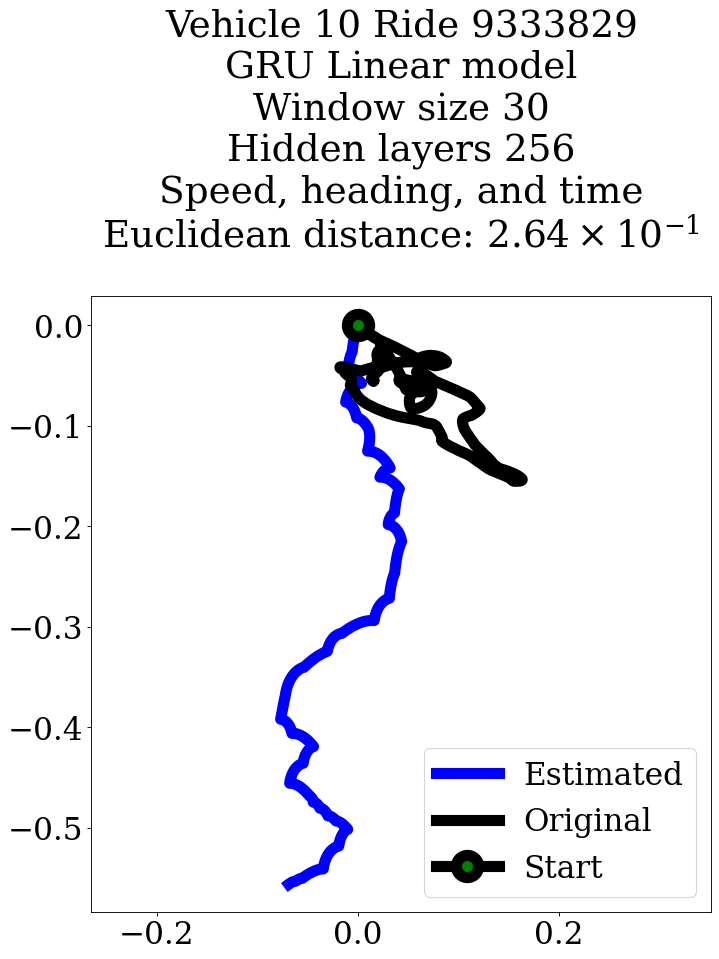 Vehicle 10 Ride 9333829
GRU Linear model
Window size 30
Hidden layers 256
Speed, heading, and time
Euclidean distance: 2.64 × 10⁻¹
0.0
−0.1
−0.2
−0.3
−0.4
−0.5
Estimated
Original
Start
−0.2 0.0 0.2